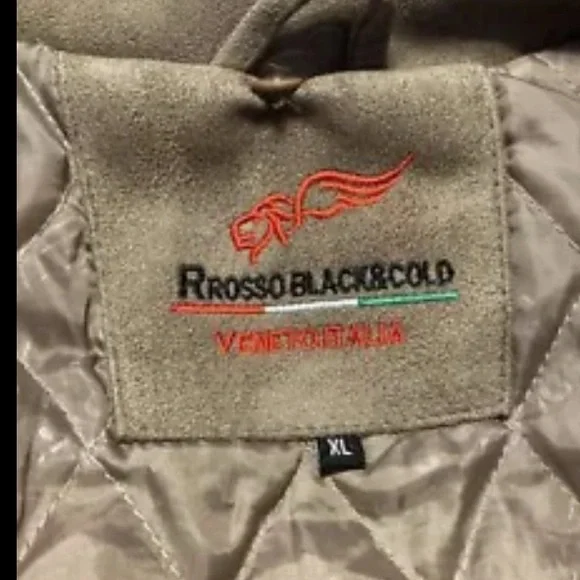 RROSSO BLACK&COLD
VENETO ITALIA
XL